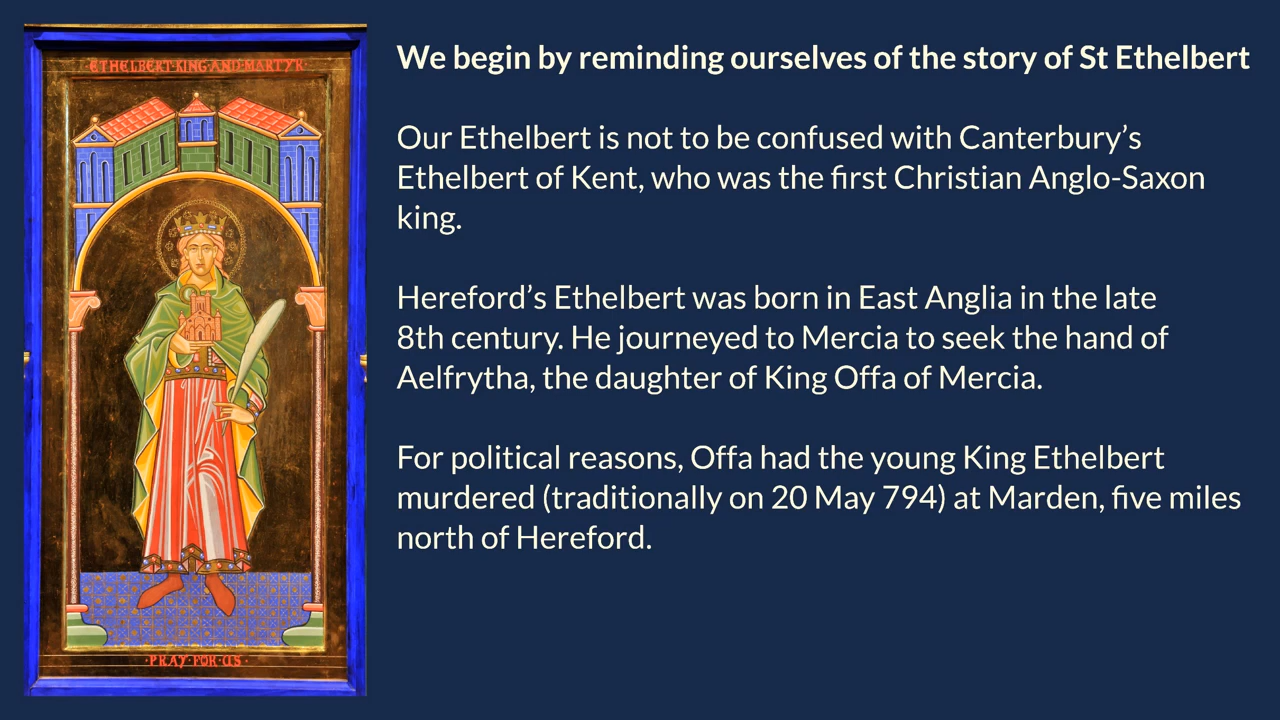 ETHELBERT·KING·AND·MARTYR·
·PRAY·FOR·US·
We begin by reminding ourselves of the story of St Ethelbert
Our Ethelbert is not to be confused with Canterbury’s
Ethelbert of Kent, who was the first Christian Anglo-Saxon
king.
Hereford’s Ethelbert was born in East Anglia in the late
8th century. He journeyed to Mercia to seek the hand of
Aelfrytha, the daughter of King Offa of Mercia.
For political reasons, Offa had the young King Ethelbert
murdered (traditionally on 20 May 794) at Marden, five miles
north of Hereford.